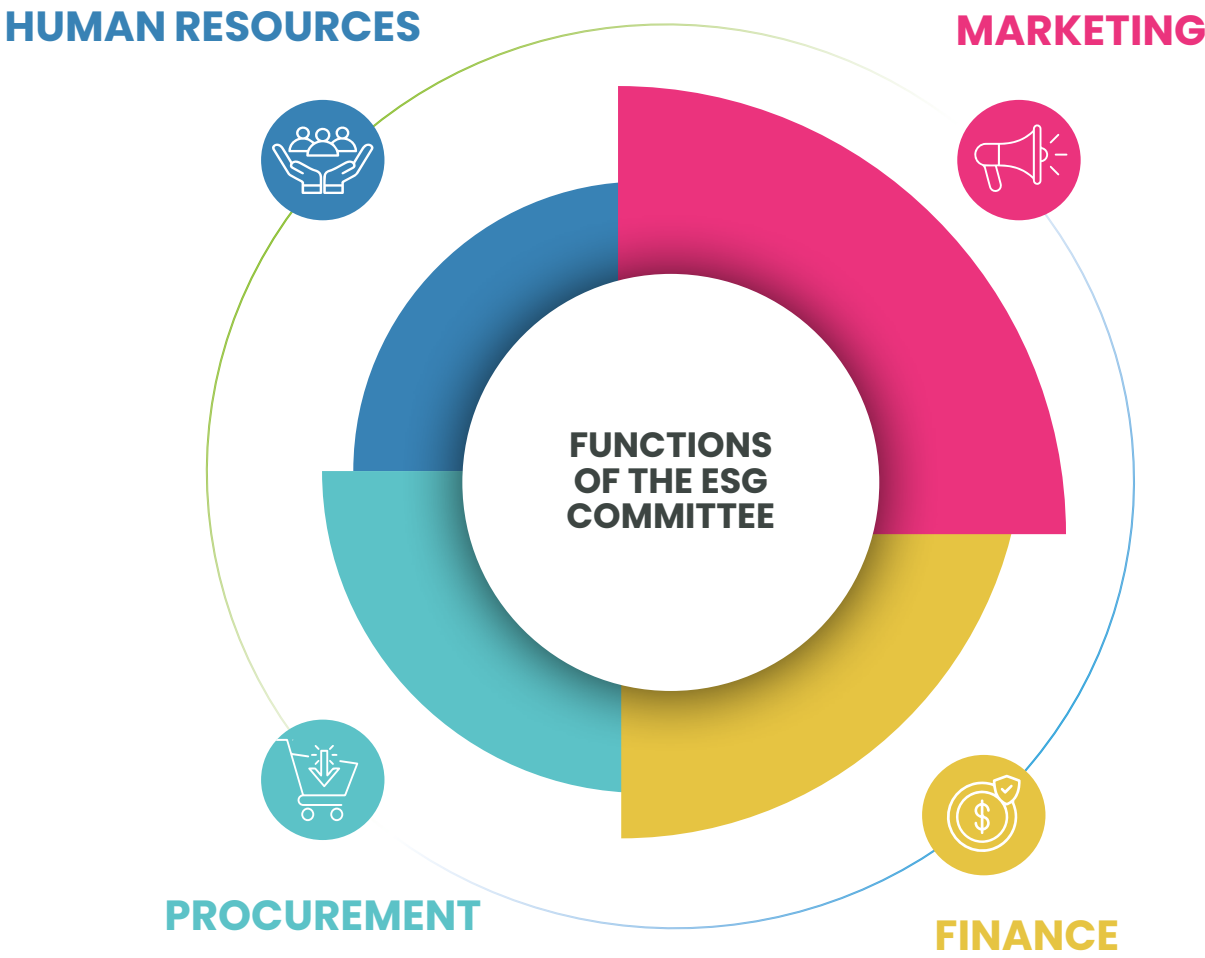 HUMAN RESOURCES
MARKETING
FUNCTIONS
OF THE ESG
COMMITTEE
$
PROCUREMENT
FINANCE